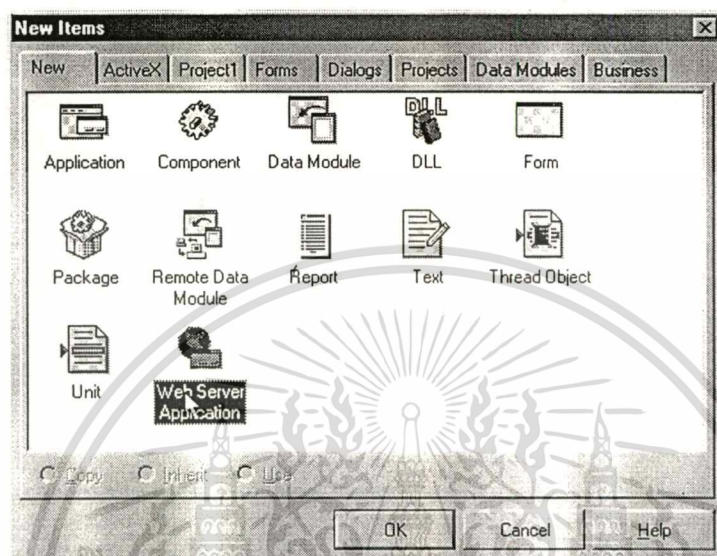 New Items
New ActiveX Project1 Forms Dialogs Projects Data Modules Business
DLL
Application Component Data Module DLL Form
Package Remote Data Module Report Text Thread Object
Unit Web Server Application
Copy Inherit Use
OK Cancel Help